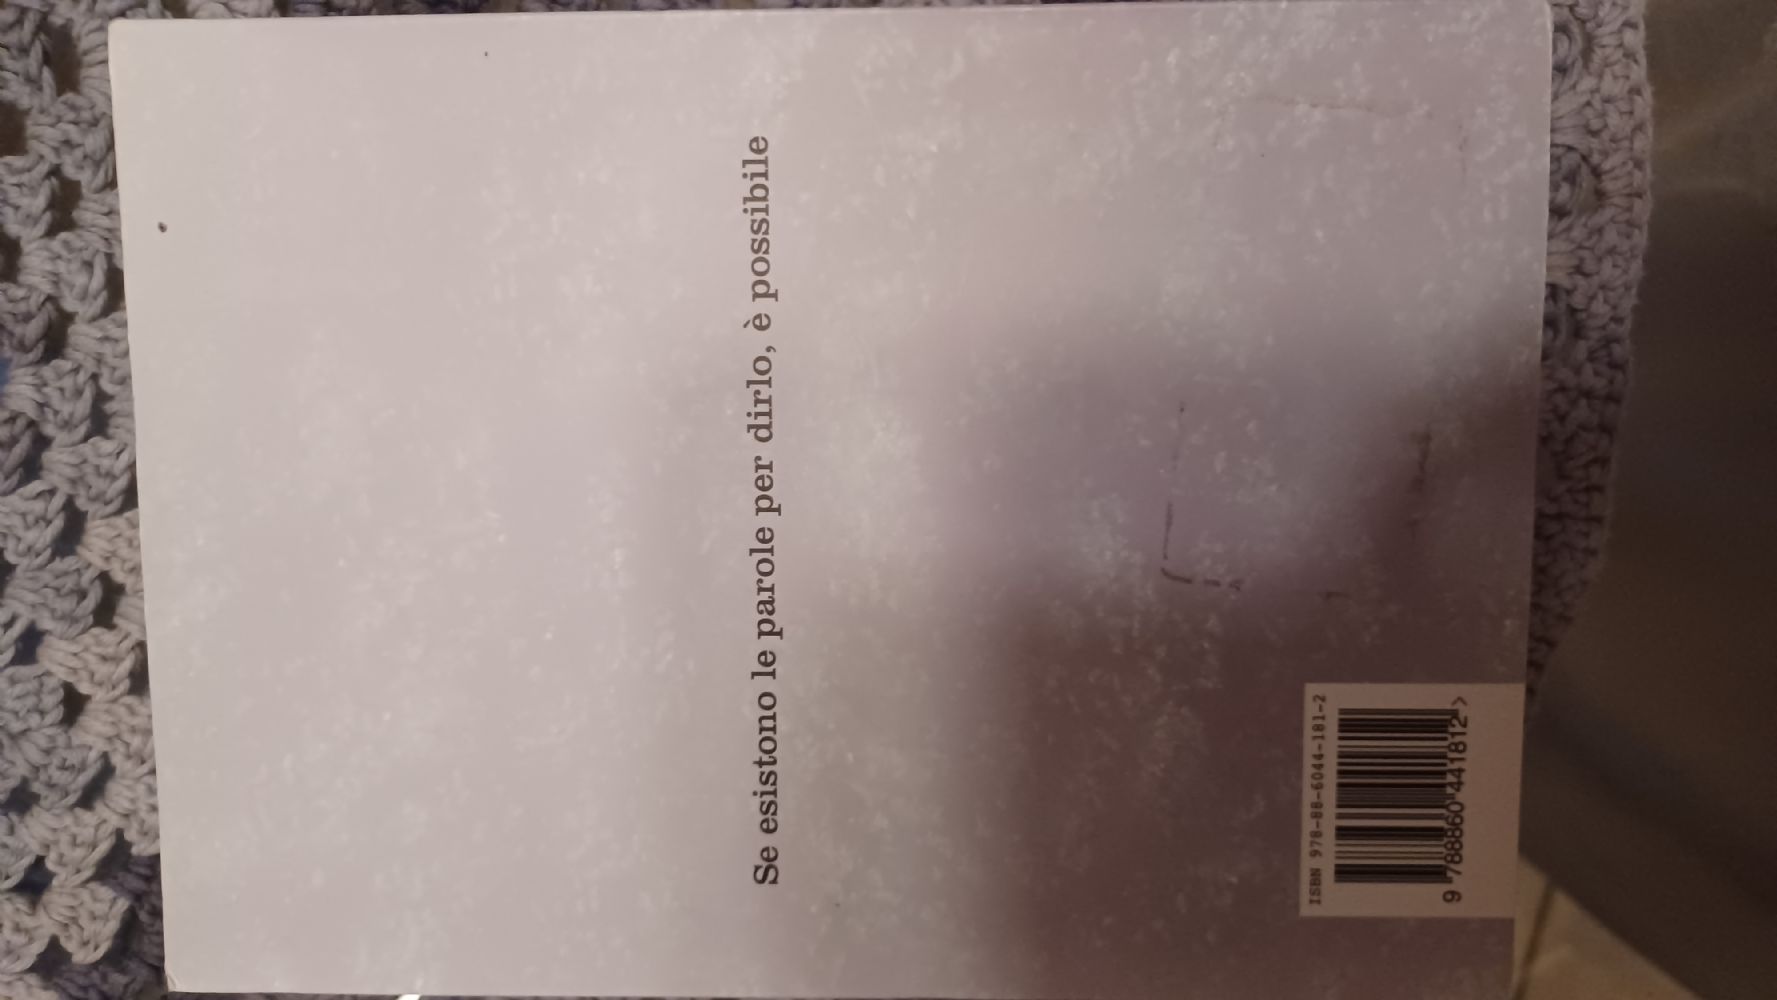 Se esistono le parole per dirlo, è possibile
ISBN 978-88-6044-181-2
9 788860 441812 >